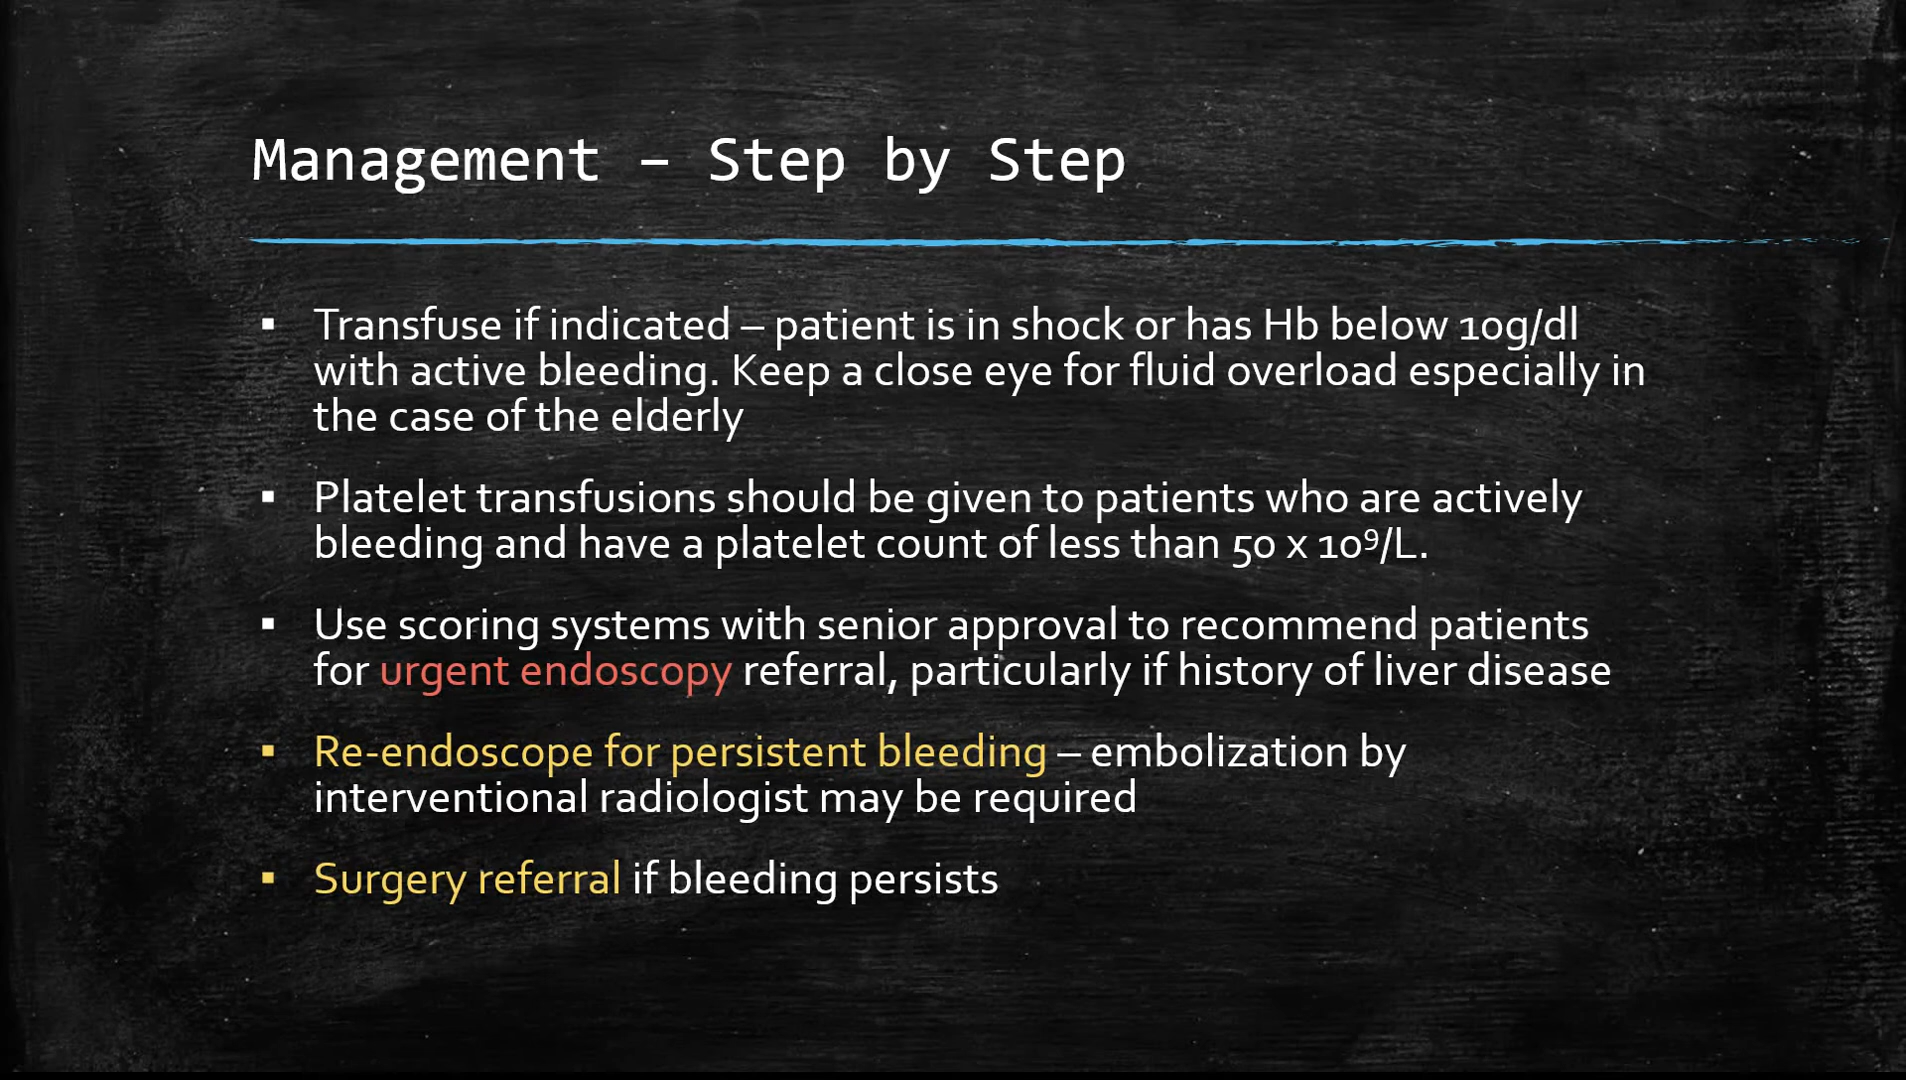 Management – Step by Step
▪ Transfuse if indicated – patient is in shock or has Hb below 10g/dl
with active bleeding. Keep a close eye for fluid overload especially in
the case of the elderly
▪ Platelet transfusions should be given to patients who are actively
bleeding and have a platelet count of less than 50 x 10⁹/L.
▪ Use scoring systems with senior approval to recommend patients
for urgent endoscopy referral, particularly if history of liver disease
▪ Re-endoscope for persistent bleeding – embolization by
interventional radiologist may be required
▪ Surgery referral if bleeding persists